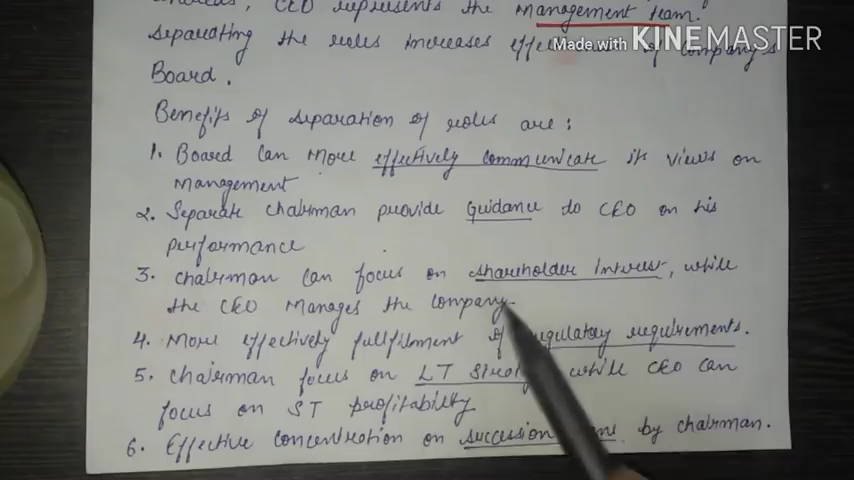 CEO represents the management team.
separating the roles increases of company's
Board.
Benefits of separation of roles are:
1. Board can more effectively communicate its views on
management
2. Separate chairman provide guidance to CEO on his
performance
3. chairman can focus on shareholder interest, while
the CEO manages the company
4. More effectively fullfilment of regulatory requirements.
5. chairman focus on LT while CEO can
focus on ST profitability
6. Effective concentration on succession by chairman.
Made with KINEMASTER